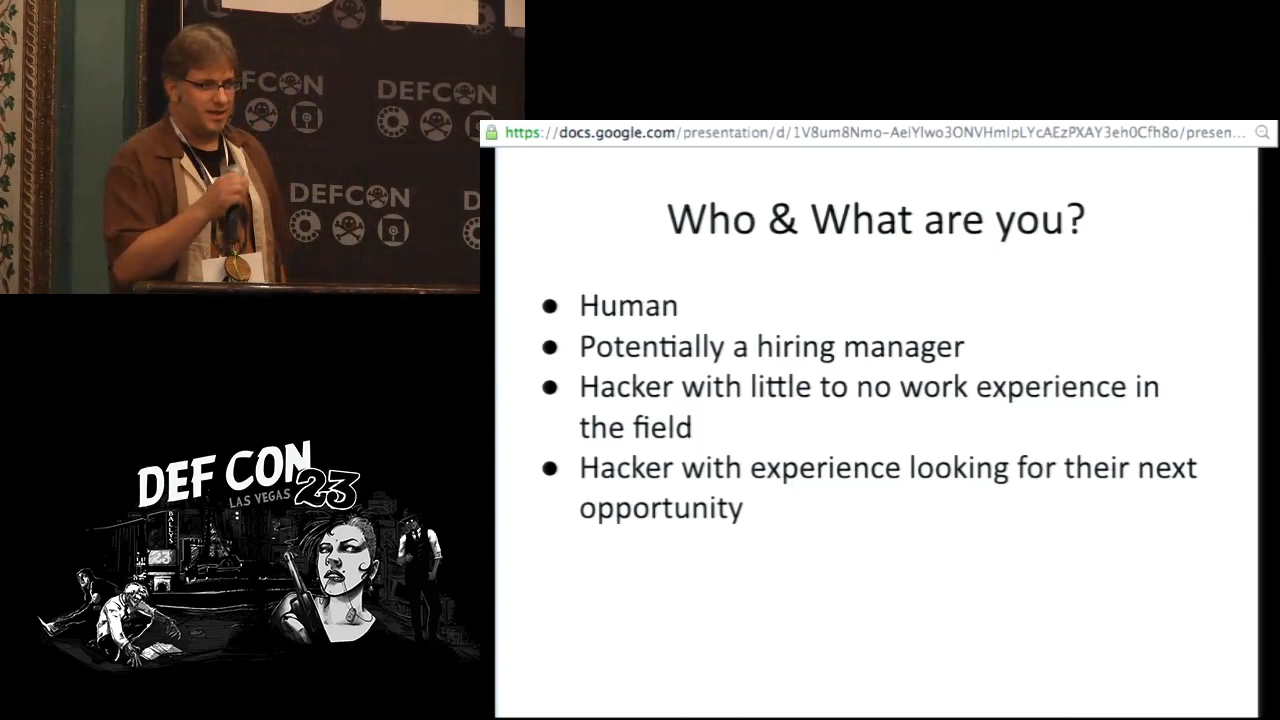 DEFCON
DEFCON
DEFCON
https://docs.google.com/presentation/d/1V8um8Nmo-AeiYlwo3ONVHmIpLYcAEzPXAY3eh0Cfh8o/presen...
Who & What are you?
● Human
● Potentially a hiring manager
● Hacker with little to no work experience in
the field
● Hacker with experience looking for their next
opportunity
DEF CON
23
LAS VEGAS
BALLYS